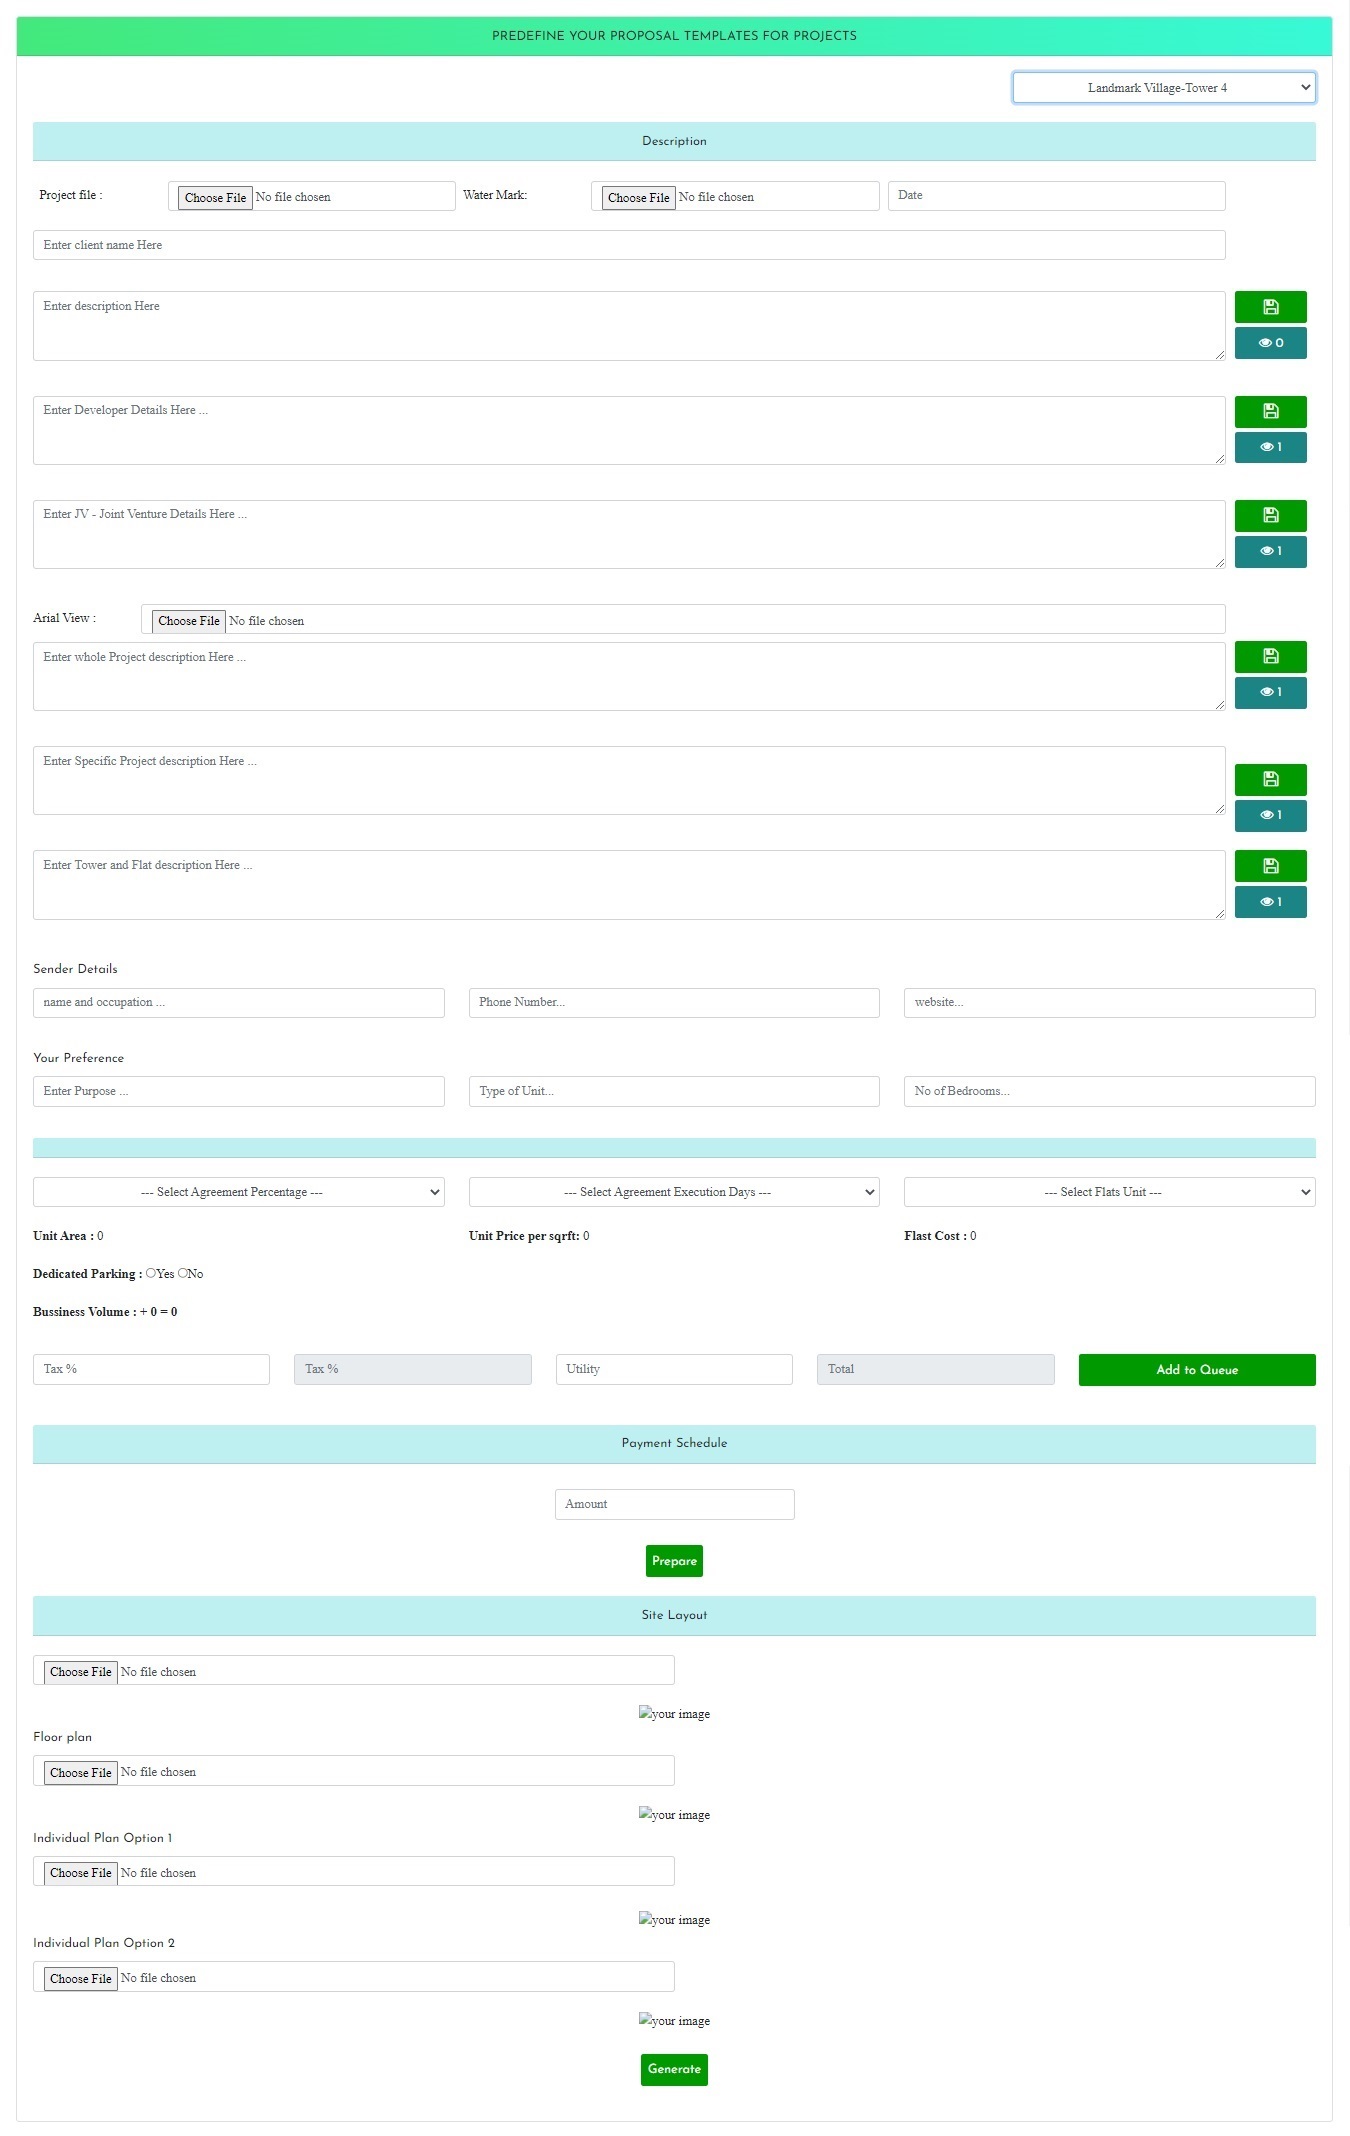 PREDEFINE YOUR PROPOSAL TEMPLATES FOR PROJECTS
Landmark Village-Tower 4
Description
Project file : Choose File No file chosen Water Mark: Choose File No file chosen Date
Enter client name Here
Enter description Here
0
Enter Developer Details Here ...
1
Enter JV - Joint Venture Details Here ...
1
Arial View : Choose File No file chosen
Enter whole Project description Here ...
1
Enter Specific Project description Here ...
1
Enter Tower and Flat description Here ...
1
Sender Details
name and occupation ... Phone Number... website...
Your Preference
Enter Purpose ... Type of Unit... No of Bedrooms...
--- Select Agreement Percentage --- --- Select Agreement Execution Days --- --- Select Flats Unit ---
Unit Area : 0 Unit Price per sqrft: 0 Flast Cost : 0
Dedicated Parking : Yes No
Bussiness Volume : + 0 = 0
Tax % Tax % Utility Total Add to Queue
Payment Schedule
Amount
Prepare
Site Layout
Choose File No file chosen
your image
Floor plan
Choose File No file chosen
your image
Individual Plan Option 1
Choose File No file chosen
your image
Individual Plan Option 2
Choose File No file chosen
your image
Generate